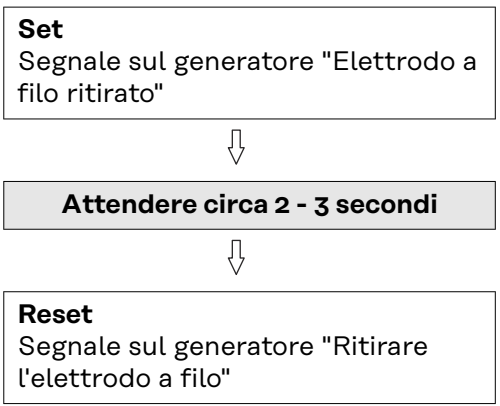 Set
Segnale sul generatore "Elettrodo a
filo ritirato"
Attendere circa 2 - 3 secondi
Reset
Segnale sul generatore "Ritirare
l'elettrodo a filo"